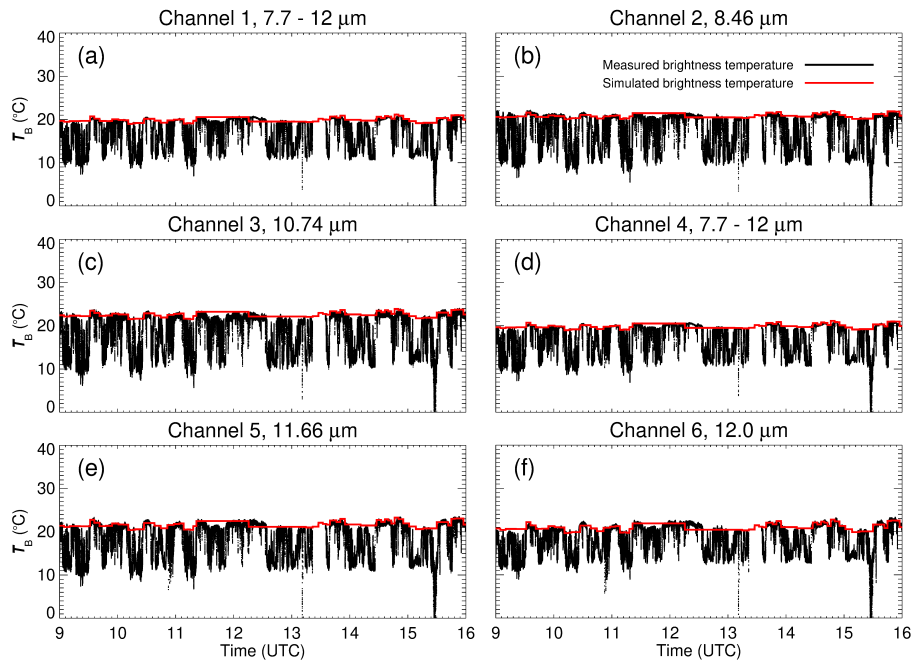 Channel 1, 7.7 - 12 μm
Channel 2, 8.46 μm
40
30
20
10
0
T_B (°C)
(a)
(b)
Measured brightness temperature
Simulated brightness temperature
Channel 3, 10.74 μm
Channel 4, 7.7 - 12 μm
40
30
20
10
0
T_B (°C)
(c)
(d)
Channel 5, 11.66 μm
Channel 6, 12.0 μm
40
30
20
10
0
T_B (°C)
(e)
(f)
9 10 11 12 13 14 15 16
9 10 11 12 13 14 15 16
Time (UTC)
Time (UTC)